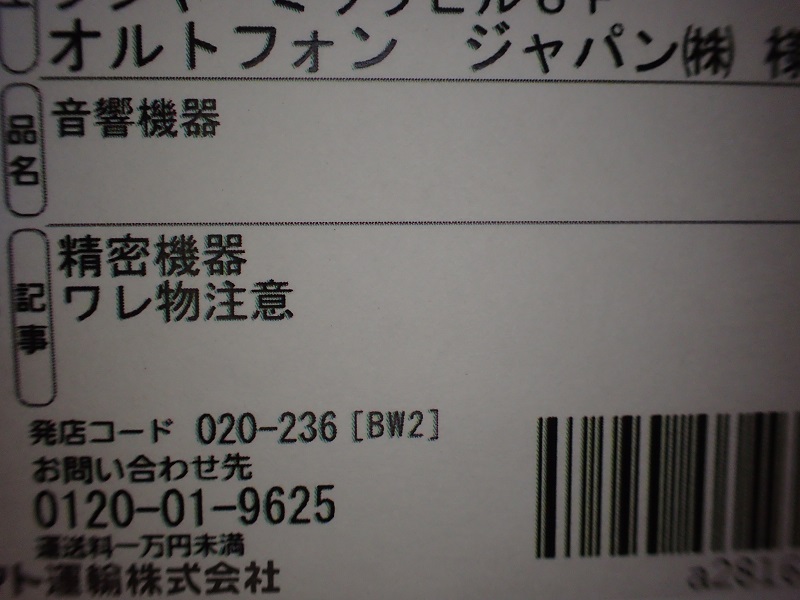 オルトフォン ジャパン㈱ 様
品名
音響機器
記事
精密機器
ワレ物注意
発店コード 020-236 [BW2]
お問い合わせ先
0120-01-9625
運送料一万円未満
ト運輸株式会社
a2816